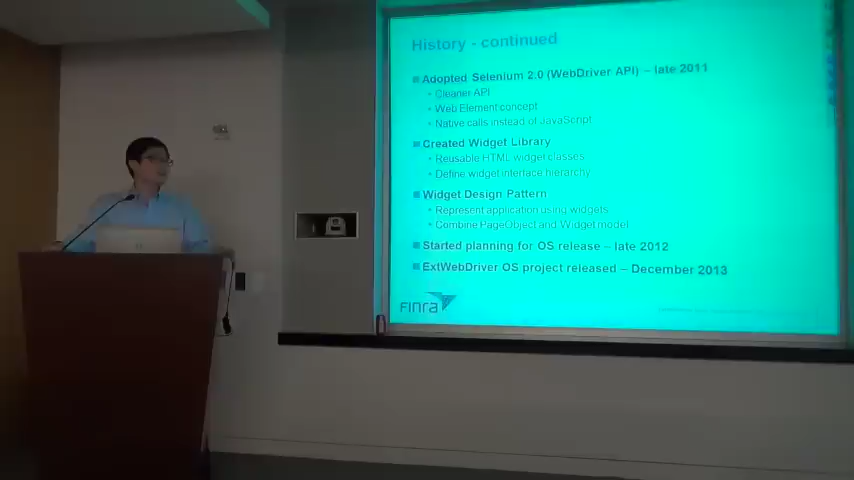 History - continued
Adopted Selenium 2.0 (WebDriver API) – late 2011
Cleaner API
Web Element concept
Native calls instead of JavaScript
Created Widget Library
Reusable HTML widget classes
Define widget interface hierarchy
Widget Design Pattern
Represent application using widgets
Combine PageObject and Widget model
Started planning for OS release – late 2012
ExtWebDriver OS project released – December 2013
Finra